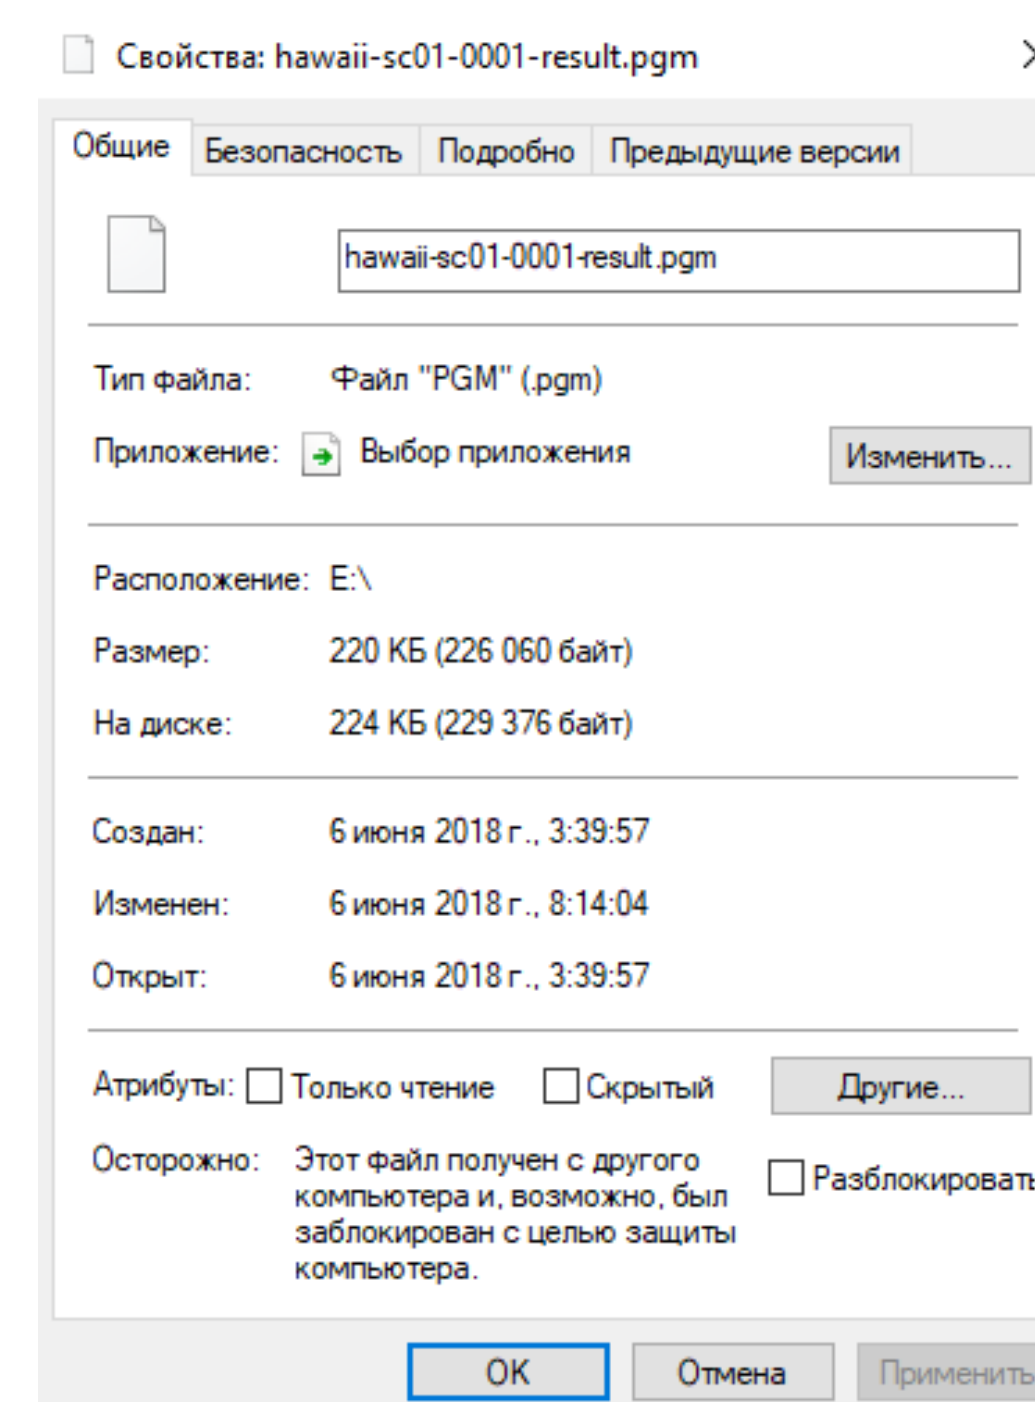 Свойства: hawaii-sc01-0001-result.pgm
Общие Безопасность Подробно Предыдущие версии
hawaii-sc01-0001-result.pgm
Тип файла: Файл "PGM" (.pgm)
Приложение: Выбор приложения Изменить...
Расположение: E:\
Размер: 220 КБ (226 060 байт)
На диске: 224 КБ (229 376 байт)
Создан: 6 июня 2018 г., 3:39:57
Изменен: 6 июня 2018 г., 8:14:04
Открыт: 6 июня 2018 г., 3:39:57
Атрибуты: Только чтение Скрытый Другие...
Осторожно: Этот файл получен с другого
компьютера и, возможно, был
заблокирован с целью защиты
компьютера.
Разблокировать
OK Отмена Применить